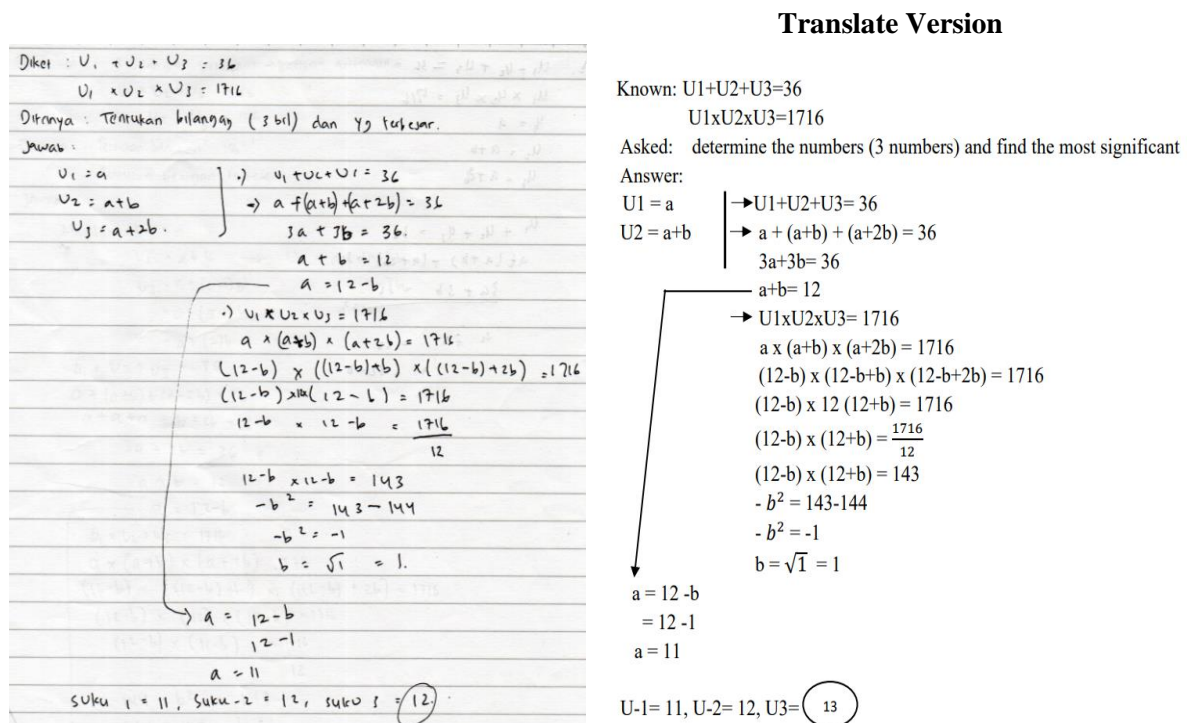 Translate Version
Diket : U1 + U2 + U3 = 36
U1 x U2 x U3 = 1716
Ditanya : Tentukan bilangan (3 bil) dan yg terbesar.
Jawab :
U1 = a
U2 = a+b
U3 = a+2b.
•) U1 + U2 + U1 = 36
→ a + (a+b) + (a+2b) = 36
3a + 3b = 36.
a + b = 12
a = 12-b
•) U1 x U2 x U3 = 1716
a x (a+b) x (a+2b) = 1716
(12-b) x ((12-b)+b) x ((12-b)+2b) = 1716
(12-b) x 12 (12-b) = 1716
12-b x 12-b = 1716/12
12-b x 12-b = 143
-b² = 143-144
-b² = -1
b = √1 = 1.
→ a = 12-b
12-1
a = 11
Suku 1 = 11, Suku-2 = 12, suku 3 = 12.
Known: U1+U2+U3=36
U1xU2xU3=1716
Asked: determine the numbers (3 numbers) and find the most significant
Answer:
U1 = a
U2 = a+b
→U1+U2+U3= 36
→ a + (a+b) + (a+2b) = 36
3a+3b= 36
a+b= 12
→ U1xU2xU3= 1716
a x (a+b) x (a+2b) = 1716
(12-b) x (12-b+b) x (12-b+2b) = 1716
(12-b) x 12 (12+b) = 1716
(12-b) x (12+b) = 1716/12
(12-b) x (12+b) = 143
- b² = 143-144
- b² = -1
b = √1 = 1
a = 12 -b
= 12 -1
a = 11
U-1= 11, U-2= 12, U3= 13